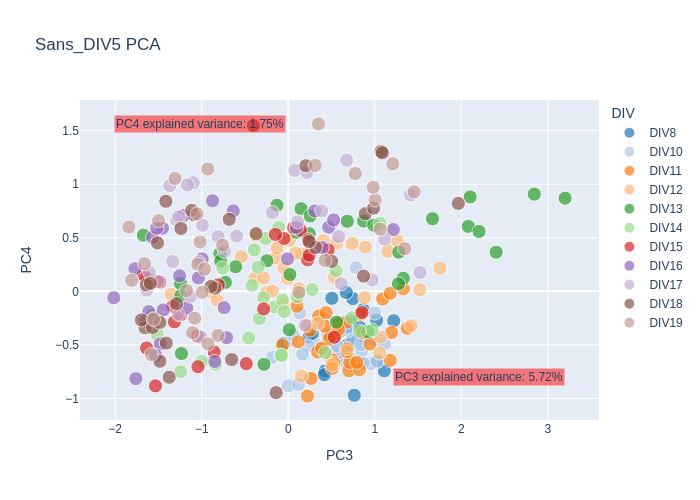 Sans_DIV5 PCA
DIV
PC4 explained variance: 1.75%
1.5
1
0.5
0
−0.5
−1
PC4
DIV8
DIV10
DIV11
DIV12
DIV13
DIV14
DIV15
DIV16
DIV17
DIV18
DIV19
PC3 explained variance: 5.72%
−2
−1
0
1
2
3
PC3